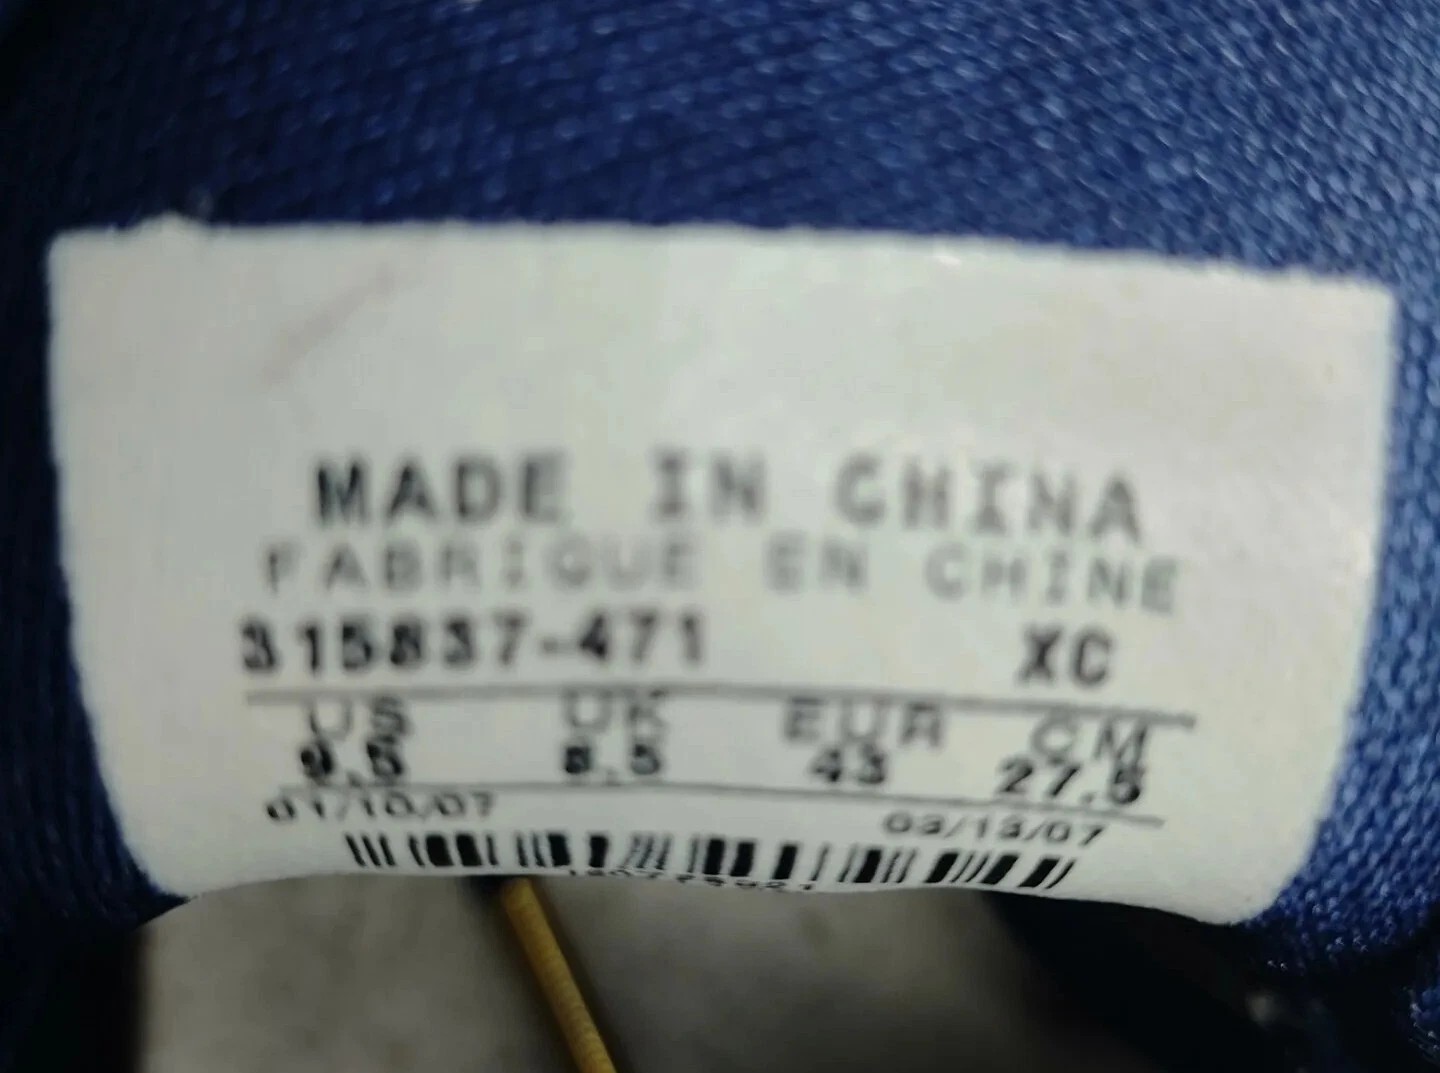 MADE IN CHINA
FABRIQUE EN CHINE
315837-471 XC
US UK EUR CM
9.5 8.5 43 27.5
01/10/07 03/13/07